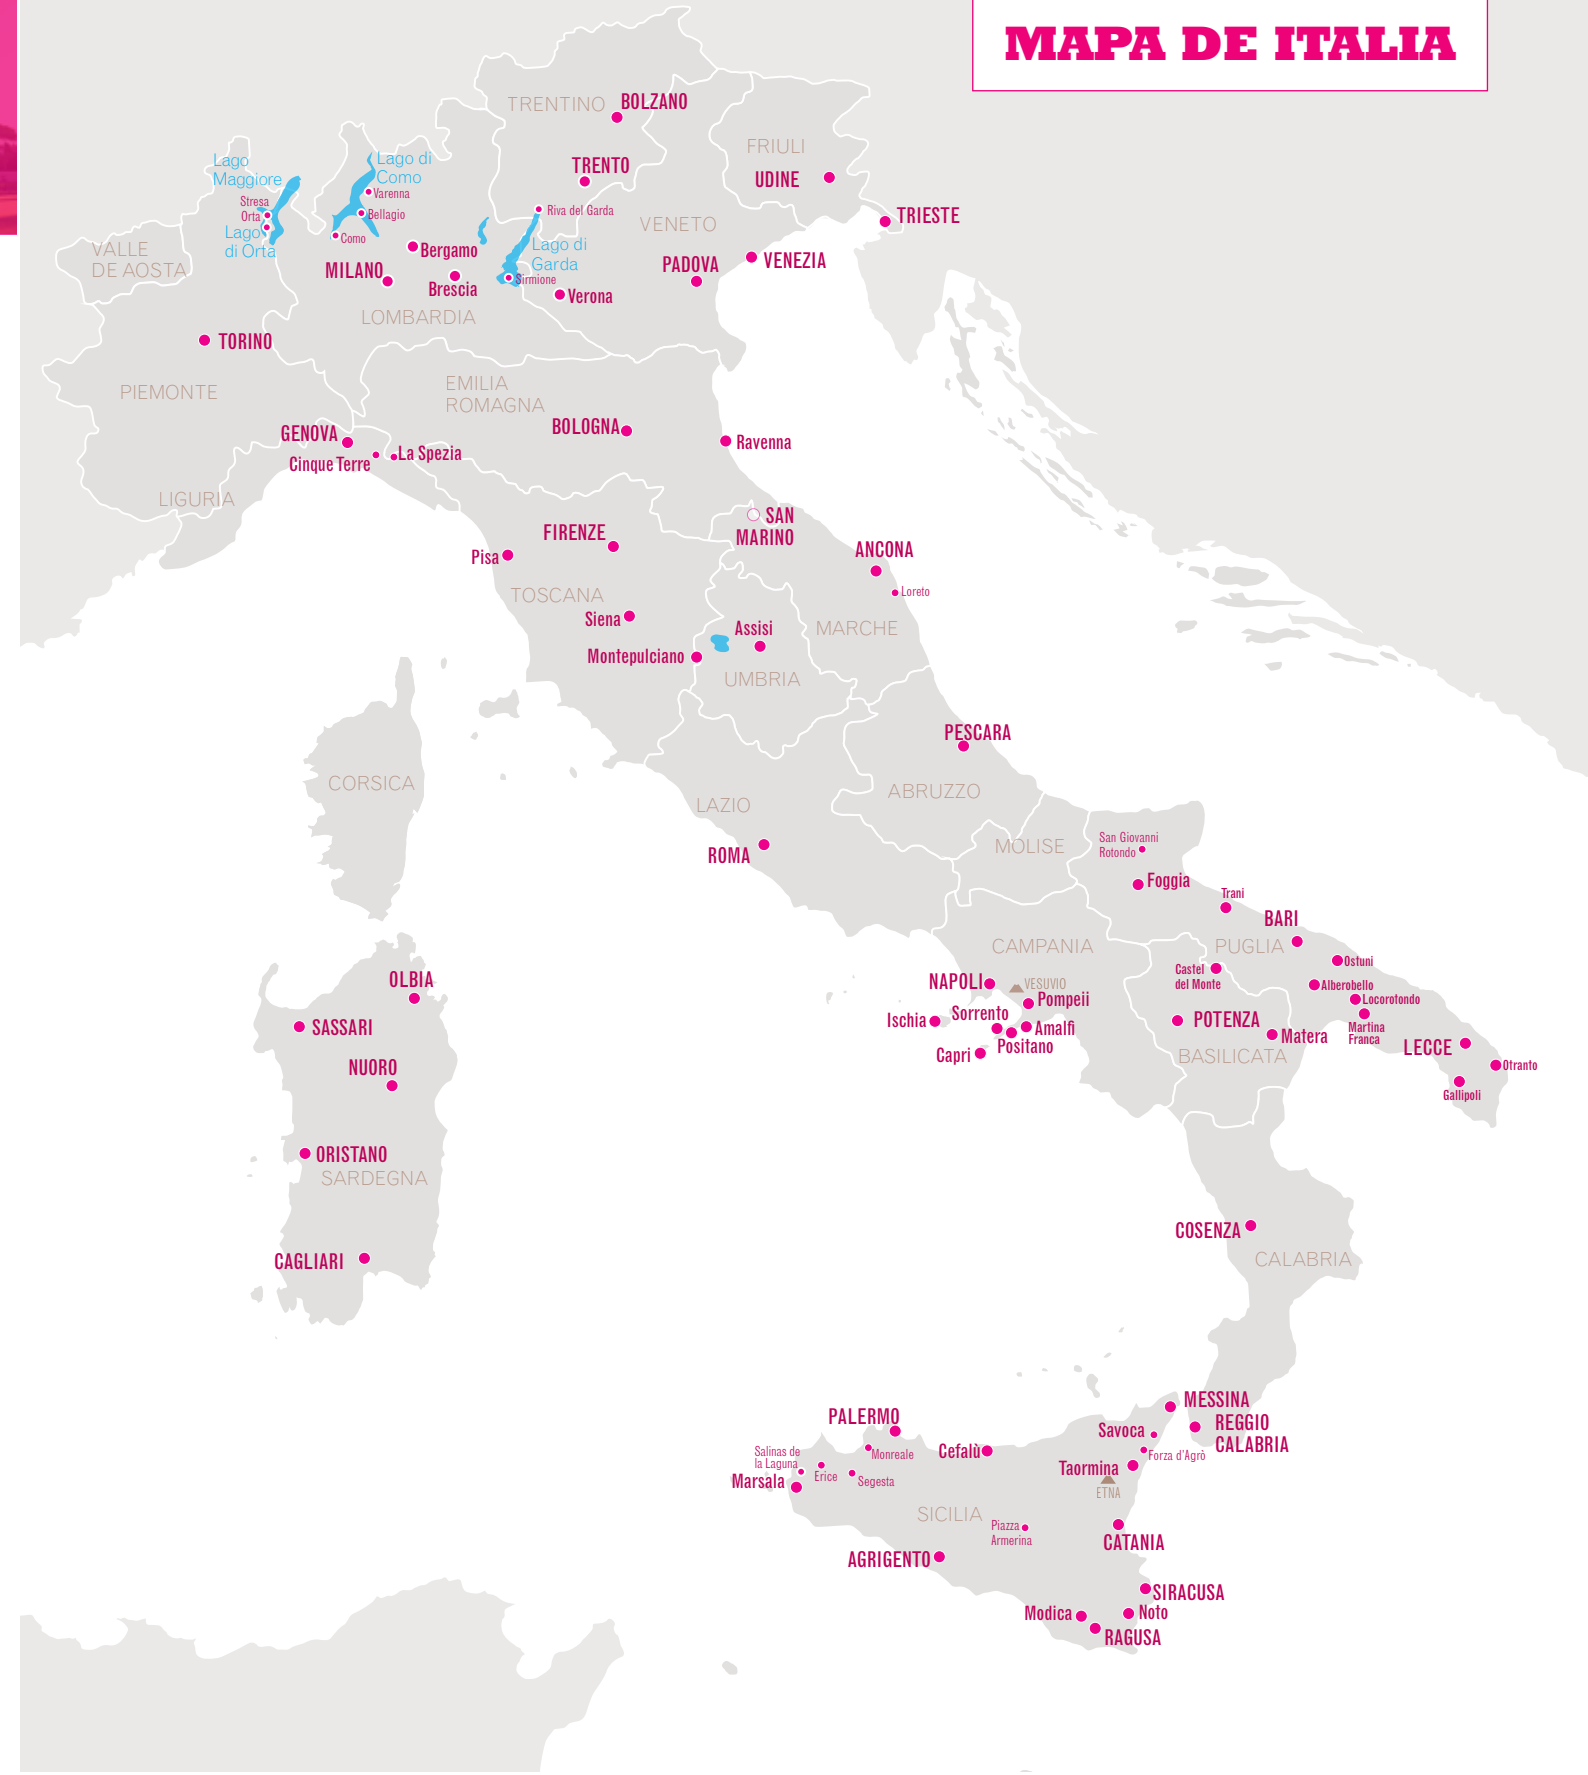 MAPA DE ITALIA
TRENTINO
BOLZANO
FRIULI
TRENTO
UDINE
Lago
Maggiore
Lago di
Como
Varenna
Stresa
Orta
Bellagio
Riva del Garda
TRIESTE
VENETO
Lago
di Orta
Como
VALLE
DE AOSTA
Bergamo
Lago di
Garda
MILANO
PADOVA
VENEZIA
Brescia
Sirmione
Verona
LOMBARDIA
TORINO
PIEMONTE
EMILIA
ROMAGNA
GENOVA
BOLOGNA
Ravenna
Cinque Terre
La Spezia
LIGURIA
SAN
MARINO
FIRENZE
Pisa
ANCONA
Loreto
TOSCANA
Siena
Assisi
MARCHE
Montepulciano
UMBRIA
PESCARA
CORSICA
ABRUZZO
LAZIO
ROMA
MOLISE
San Giovanni
Rotondo
Foggia
Trani
BARI
CAMPANIA
PUGLIA
Ostuni
Castel
del Monte
OLBIA
NAPOLI
VESUVIO
Alberobello
Pompeii
Locorotondo
Ischia
Sorrento
Amalfi
SASSARI
POTENZA
Matera
Martina
Franca
Positano
Capri
BASILICATA
LECCE
NUORO
Otranto
Gallipoli
ORISTANO
SARDEGNA
COSENZA
CALABRIA
CAGLIARI
MESSINA
PALERMO
REGGIO
CALABRIA
Savoca
Cefalù
Monreale
Salinas de
la Laguna
Forza d'Agrò
Taormina
Erice
Segesta
Marsala
ETNA
SICILIA
Piazza
Armerina
CATANIA
AGRIGENTO
SIRACUSA
Modica
Noto
RAGUSA